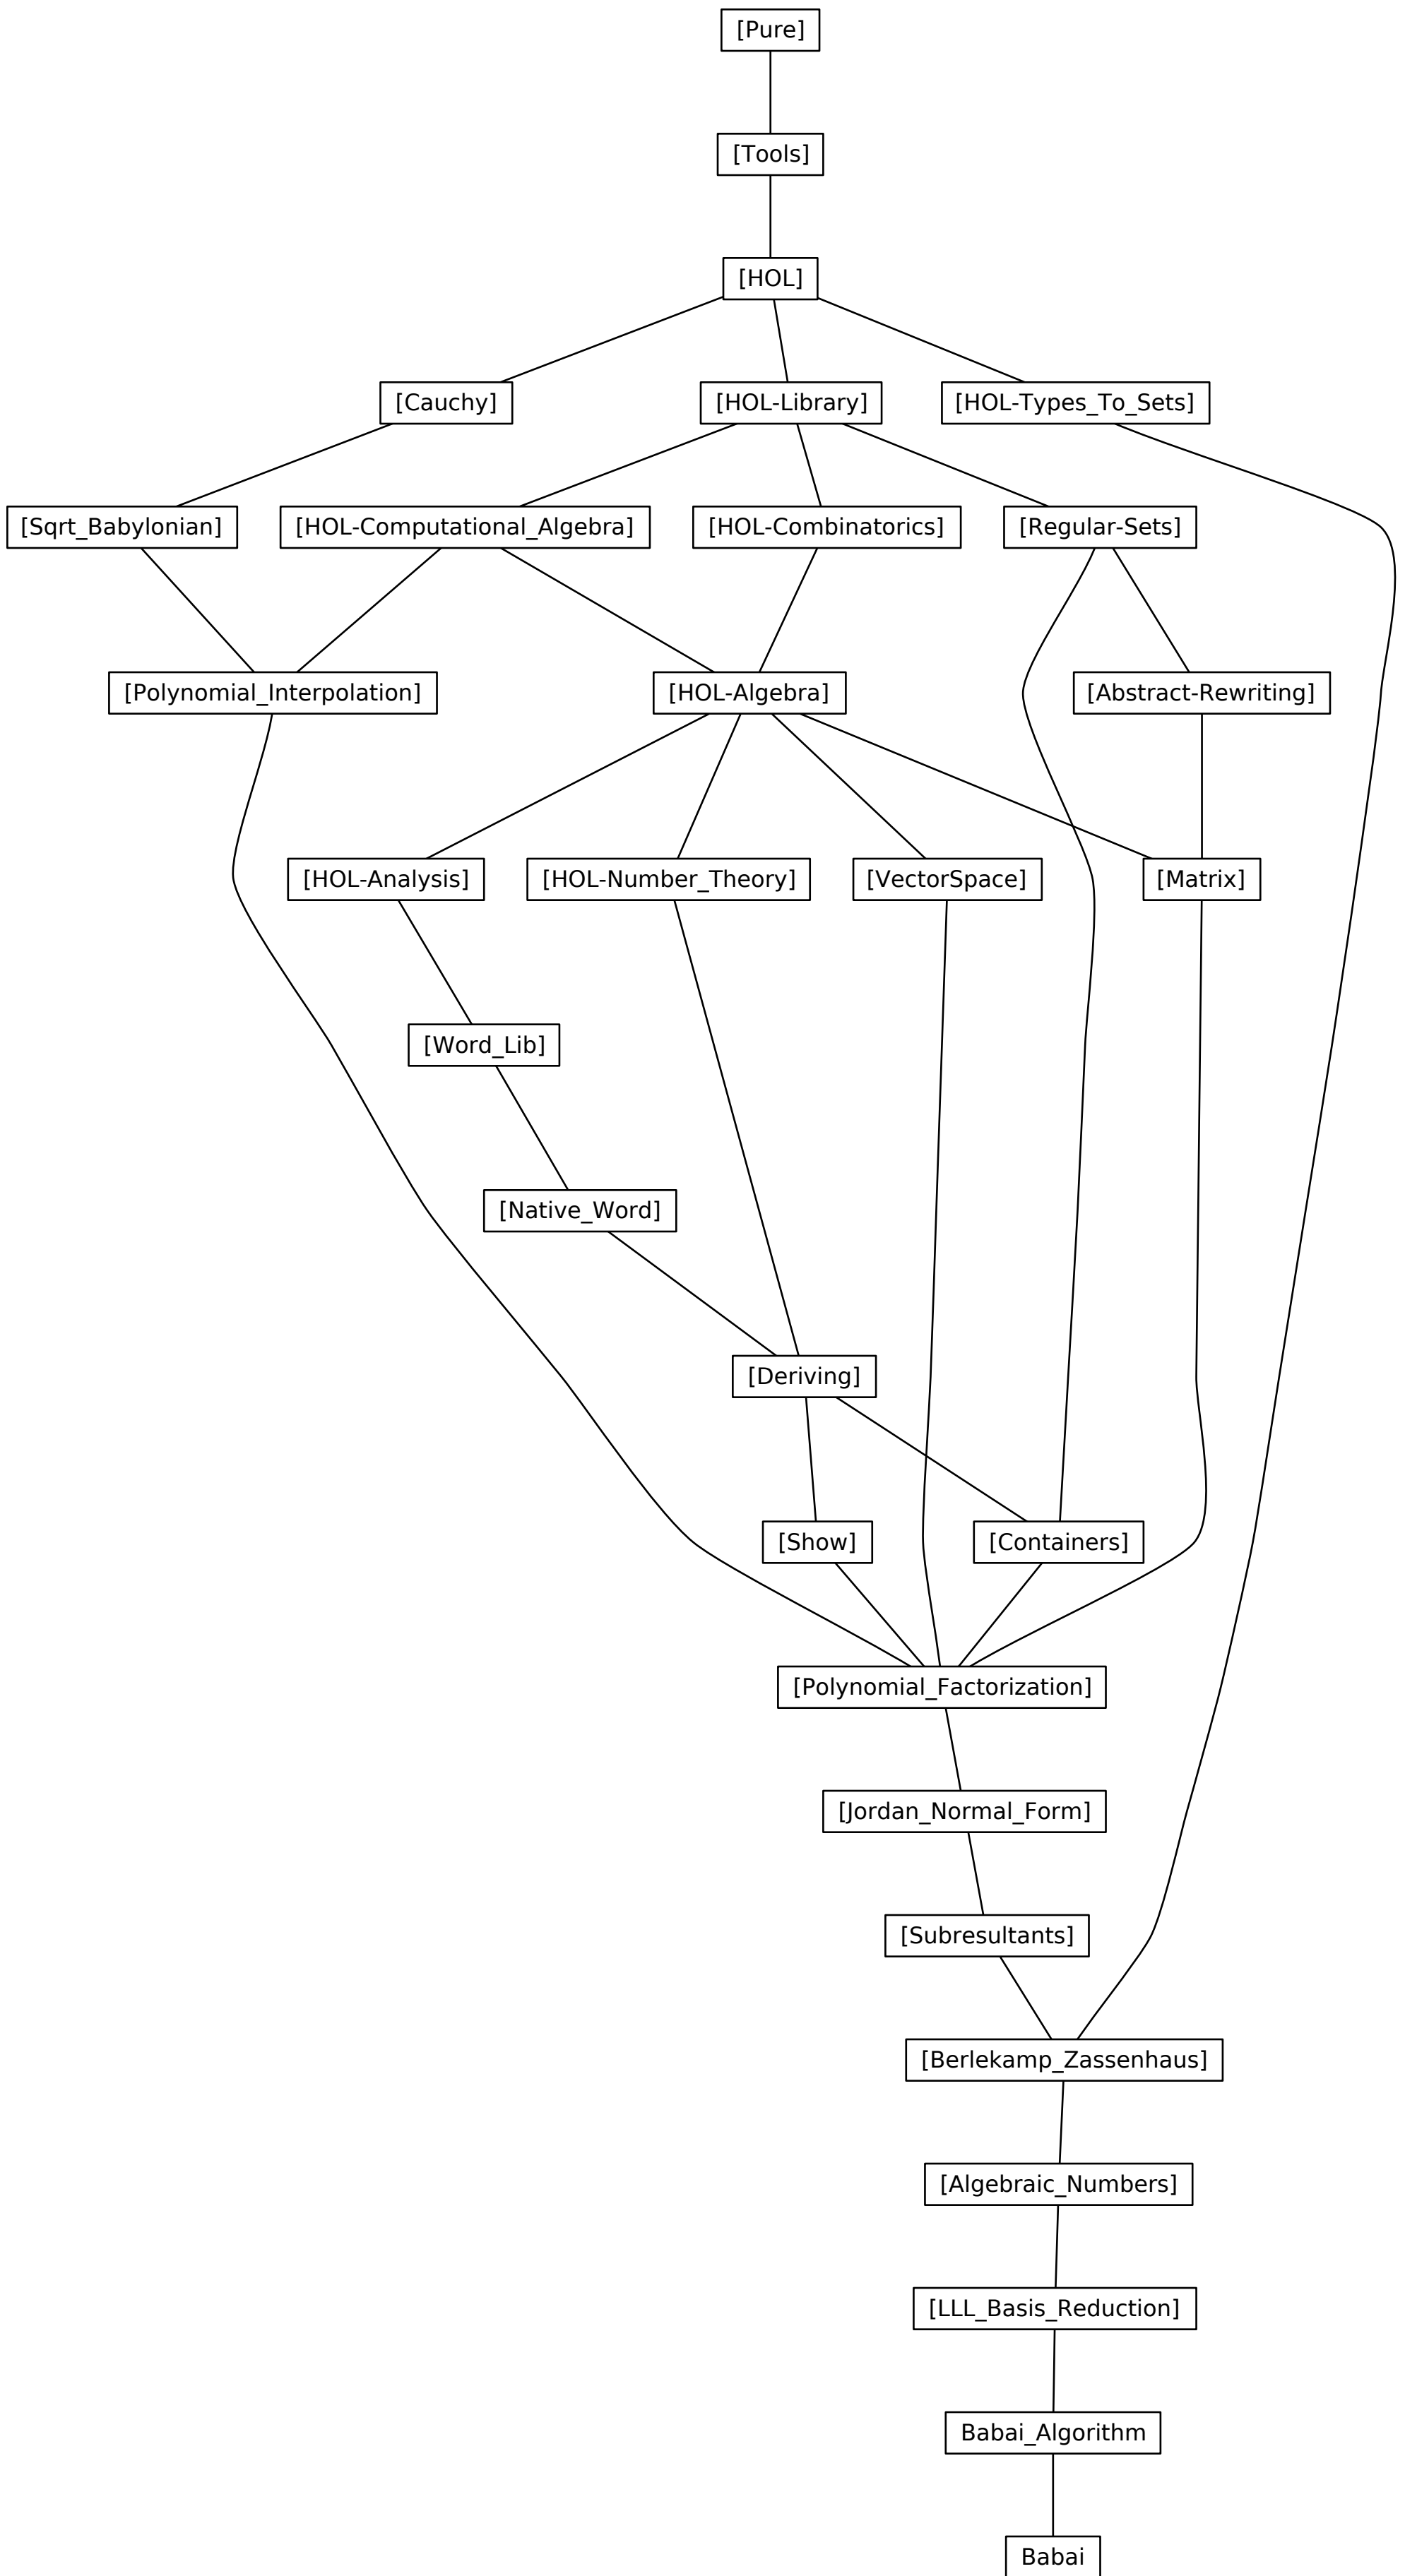 [Pure]
[Tools]
[HOL]
[Cauchy]
[HOL-Library]
[HOL-Types_To_Sets]
[Sqrt_Babylonian]
[HOL-Computational_Algebra]
[HOL-Combinatorics]
[Regular-Sets]
[Polynomial_Interpolation]
[HOL-Algebra]
[Abstract-Rewriting]
[HOL-Analysis]
[HOL-Number_Theory]
[VectorSpace]
[Matrix]
[Word_Lib]
[Native_Word]
[Deriving]
[Show]
[Containers]
[Polynomial_Factorization]
[Jordan_Normal_Form]
[Subresultants]
[Berlekamp_Zassenhaus]
[Algebraic_Numbers]
[LLL_Basis_Reduction]
Babai_Algorithm
Babai